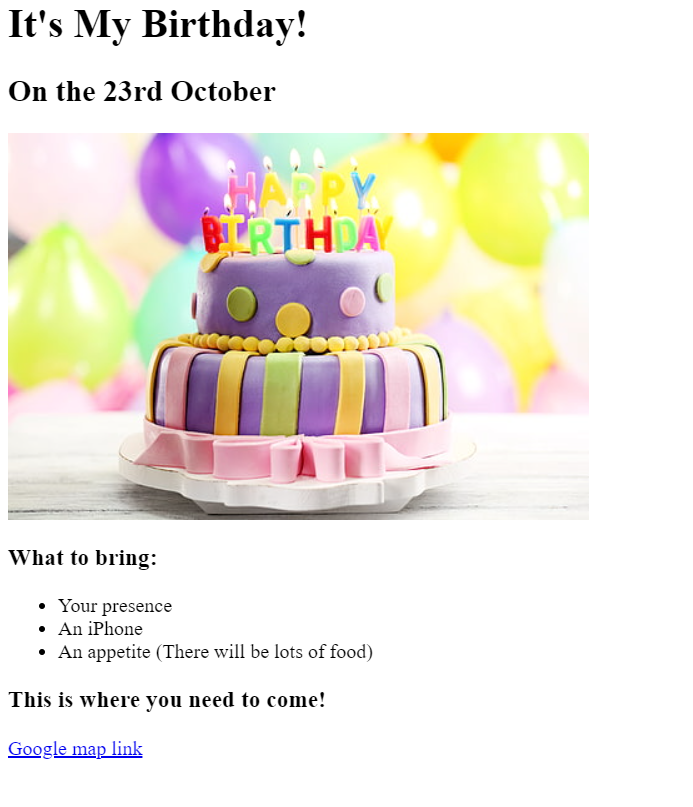 It's My Birthday!
On the 23rd October
HAPPY
BIRTHDAY
What to bring:
Your presence
An iPhone
An appetite (There will be lots of food)
This is where you need to come!
Google map link